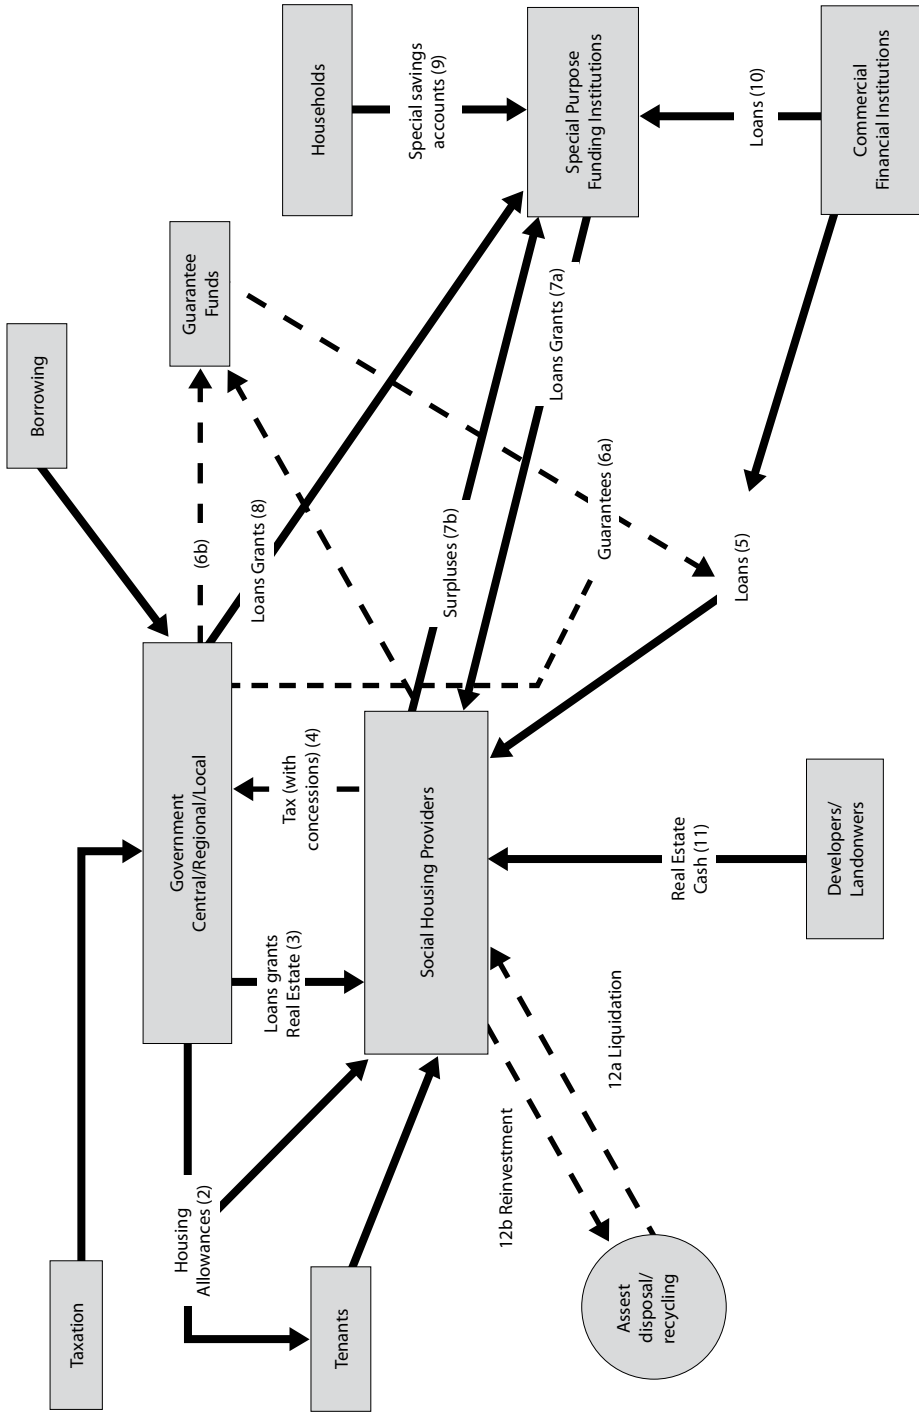 Taxation
Borrowing
Government
Central/Regional/Local
Guarantee
Funds
Households
Housing
Allowances (2)
Loans grants
Real Estate (3)
Tax (with
concessions) (4)
(6b)
Loans Grants (8)
Special savings
accounts (9)
Tenants
Social Housing Providers
Surpluses (7b)
Loans Grants (7a)
Special Purpose
Funding Institutions
12b Reinvestment
12a Liquidation
Guarantees (6a)
Assest
disposal/
recycling
Real Estate
Cash (11)
Loans (5)
Loans (10)
Developers/
Landonwers
Commercial
Financial Institutions